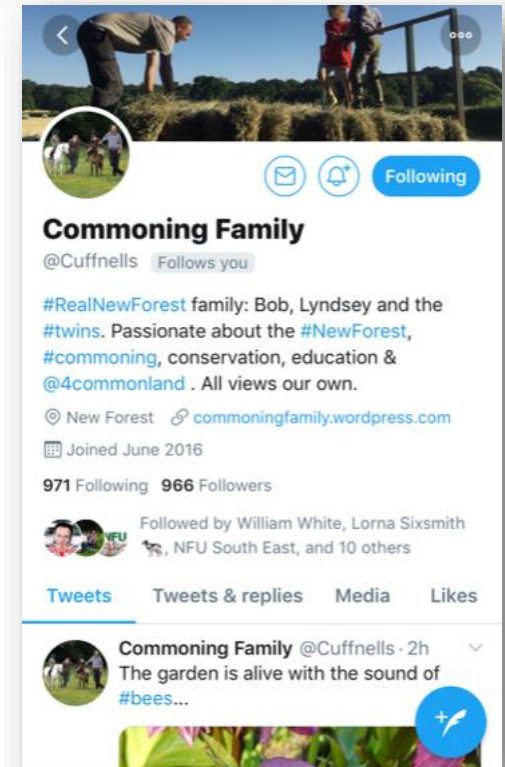 Following
Commoning Family
@Cuffnells Follows you
#RealNewForest family: Bob, Lyndsey and the
#twins. Passionate about the #NewForest,
#commoning, conservation, education &
@4commonland . All views our own.
New Forest commoningfamily.wordpress.com
Joined June 2016
971 Following 966 Followers
NFU
Followed by William White, Lorna Sixsmith
🐕, NFU South East, and 10 others
Tweets Tweets & replies Media Likes
Commoning Family @Cuffnells · 2h
The garden is alive with the sound of
#bees...